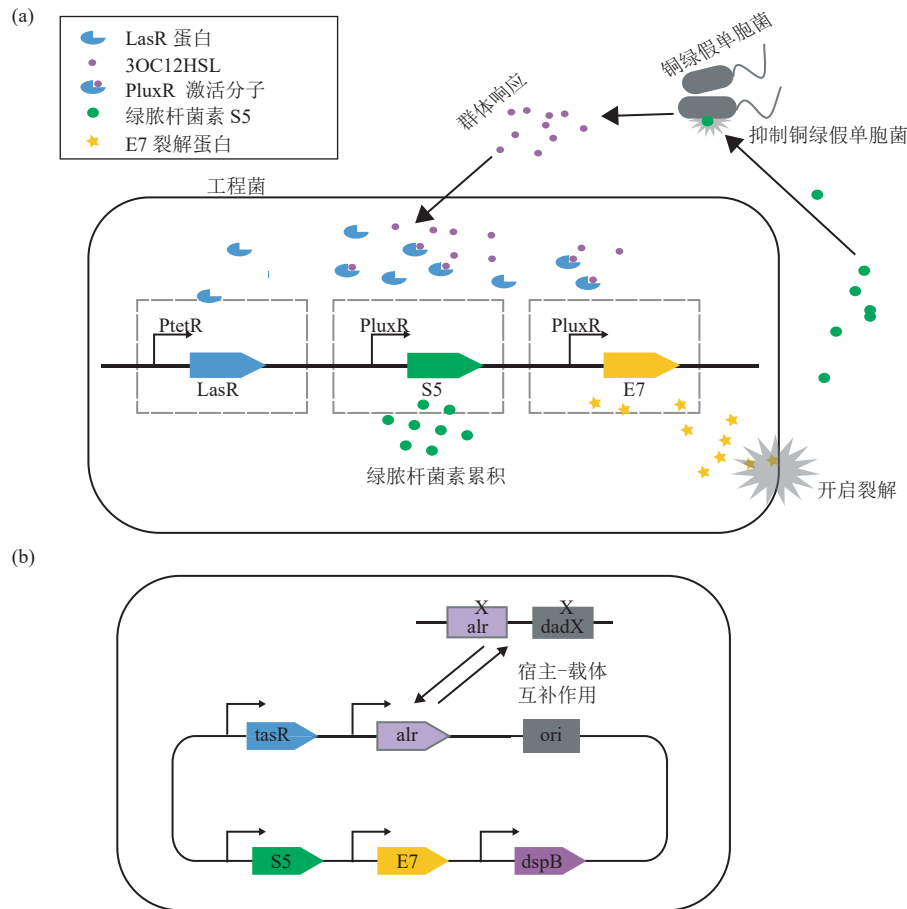 (a)
LasR 蛋白
3OC12HSL
PluxR 激活分子
绿脓杆菌素 S5
E7 裂解蛋白
铜绿假单胞菌
群体响应
抑制铜绿假单胞菌
工程菌
PtetR
PluxR
PluxR
LasR
S5
E7
绿脓杆菌素累积
开启裂解
(b)
X
X
alr
dadX
宿主-载体
互补作用
tasR
alr
ori
S5
E7
dspB